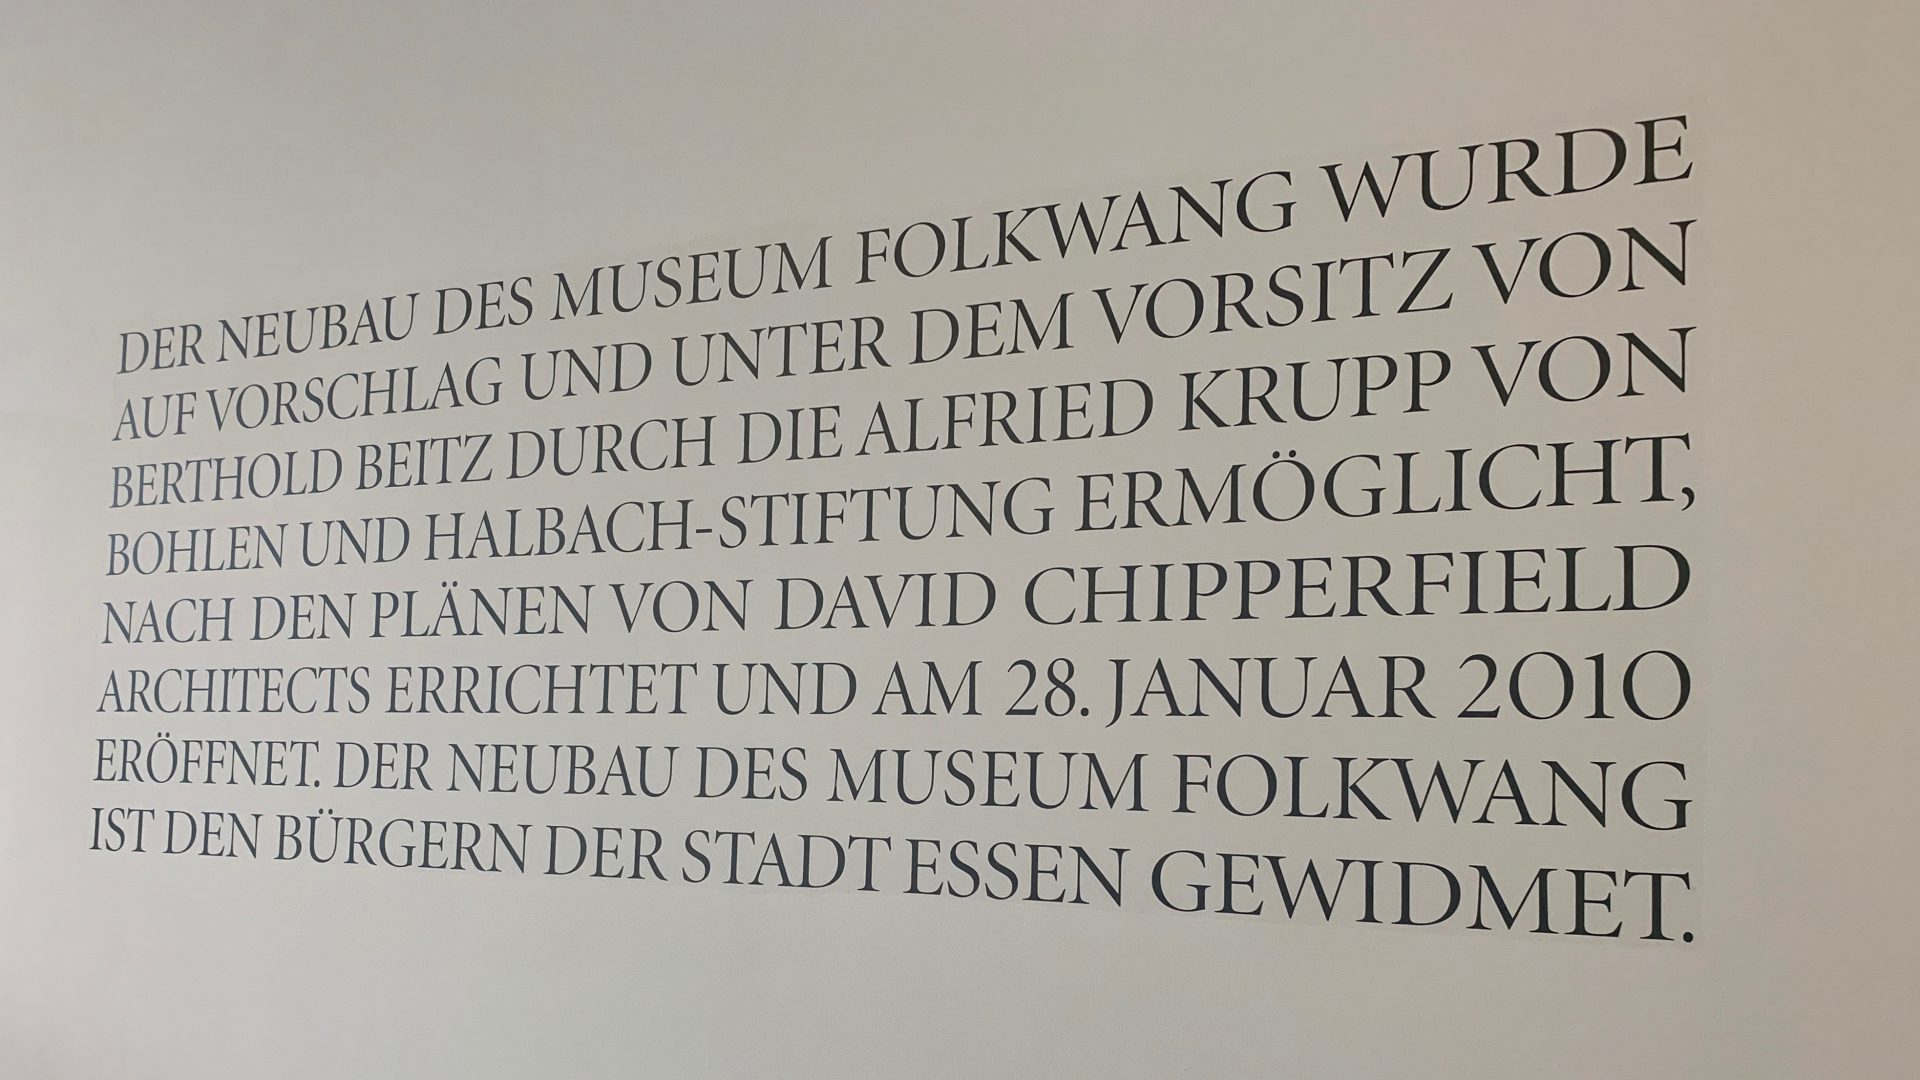 DER NEUBAU DES MUSEUM FOLKWANG WURDE
AUF VORSCHLAG UND UNTER DEM VORSITZ VON
BERTHOLD BEITZ DURCH DIE ALFRIED KRUPP VON
BOHLEN UND HALBACH-STIFTUNG ERMÖGLICHT,
NACH DEN PLÄNEN VON DAVID CHIPPERFIELD
ARCHITECTS ERRICHTET UND AM 28. JANUAR 2010
ERÖFFNET. DER NEUBAU DES MUSEUM FOLKWANG
IST DEN BÜRGERN DER STADT ESSEN GEWIDMET.